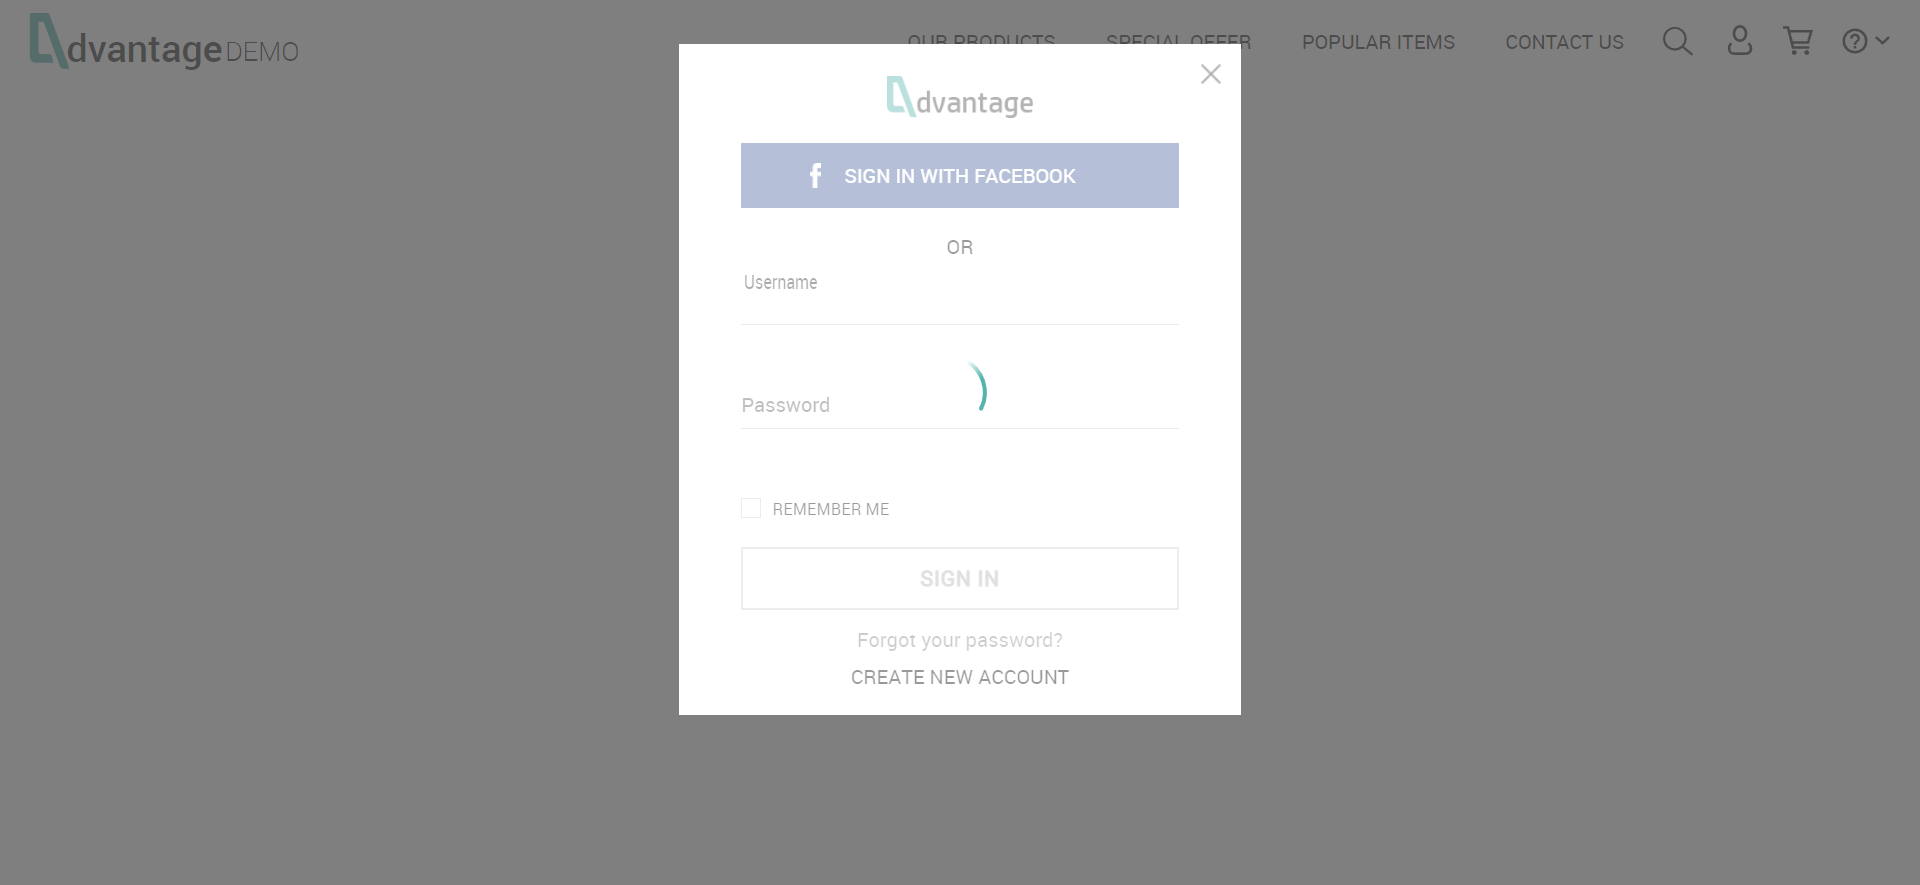 dvantage DEMO
OUR PRODUCTS SPECIAL OFFER POPULAR ITEMS CONTACT US
dvantage
f SIGN IN WITH FACEBOOK
OR
Username
Password
REMEMBER ME
SIGN IN
Forgot your password?
CREATE NEW ACCOUNT